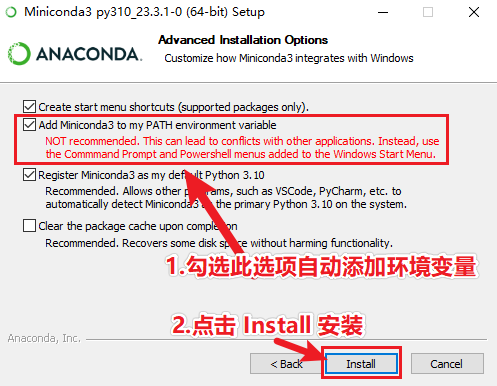 Miniconda3 py310_23.3.1-0 (64-bit) Setup
ANACONDA.
Advanced Installation Options
Customize how Miniconda3 integrates with Windows
Create start menu shortcuts (supported packages only).
Add Miniconda3 to my PATH environment variable
NOT recommended. This can lead to conflicts with other applications. Instead, use
the Commmand Prompt and Powershell menus added to the Windows Start Menu.
Register Miniconda3 as my default Python 3.10
Recommended. Allows other programs, such as VSCode, PyCharm, etc. to
automatically detect Miniconda3 as the primary Python 3.10 on the system.
Clear the package cache upon completion
Recommended. Recovers some disk space without harming functionality.
1.勾选此选项自动添加环境变量
2.点击 Install 安装
Anaconda, Inc.
< Back
Install
Cancel